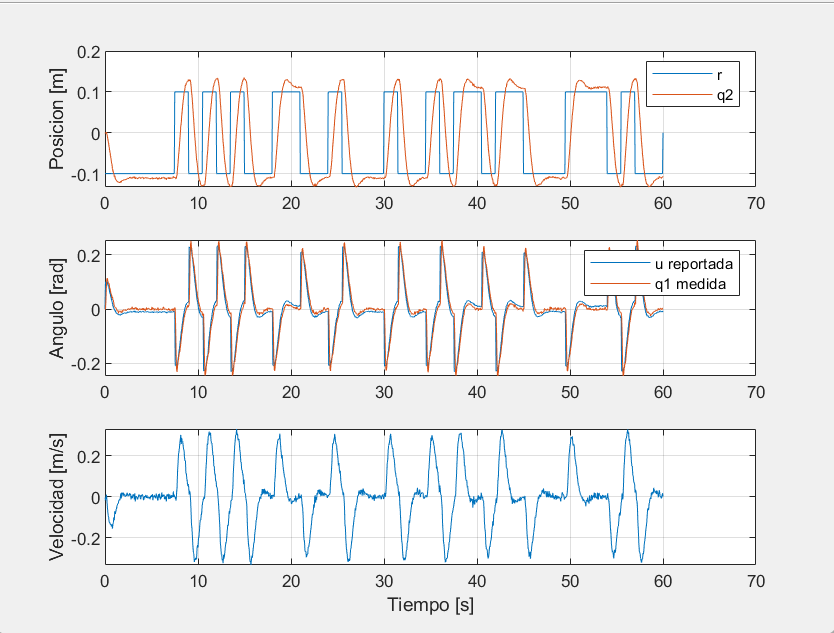 Posicion [m]
0.2
0.1
0
-0.1
r
q2
0 10 20 30 40 50 60 70
Angulo [rad]
0.2
0
-0.2
u reportada
q1 medida
0 10 20 30 40 50 60 70
Velocidad [m/s]
0.2
0
-0.2
0 10 20 30 40 50 60 70
Tiempo [s]